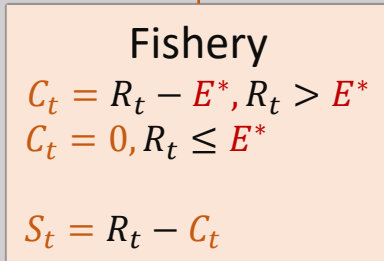 Fishery
C_t = R_t − E*, R_t > E*
C_t = 0, R_t ≤ E*
S_t = R_t − C_t